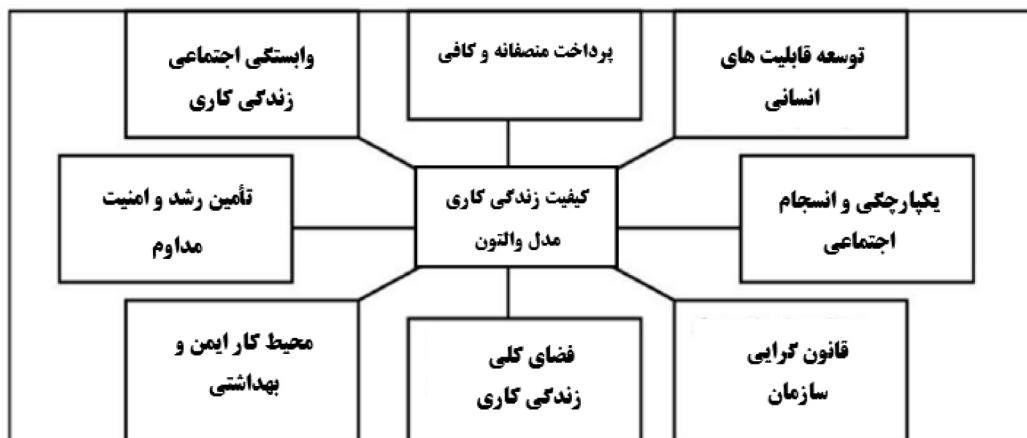 توسعه قابلیت های
انسانی
پرداخت منصفانه و کافی
وابستگی اجتماعی
زندگی کاری
یکپارچگی و انسجام
اجتماعی
کیفیت زندگی کاری
مدل والتون
تأمین رشد و امنیت
مداوم
قانون گرایی
سازمان
فضای کلی
زندگی کاری
محیط کار ایمن و
بهداشتی